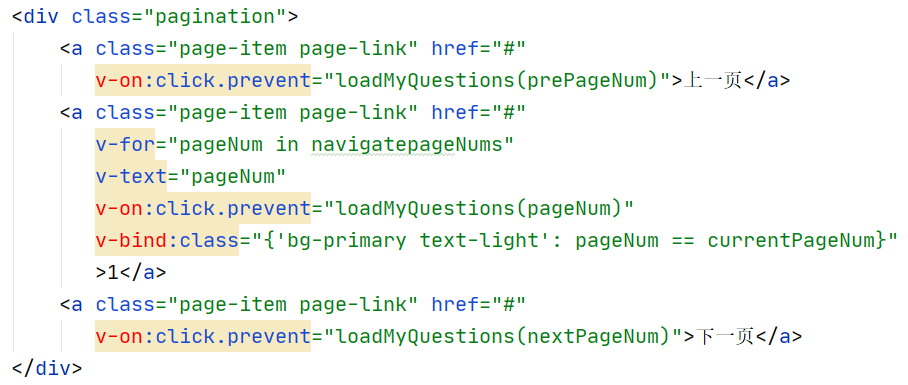 <div class="pagination">
    <a class="page-item page-link" href="#"
       v-on:click.prevent="loadMyQuestions(prePageNum)">上一页</a>
    <a class="page-item page-link" href="#"
       v-for="pageNum in navigatepageNums"
       v-text="pageNum"
       v-on:click.prevent="loadMyQuestions(pageNum)"
       v-bind:class="{'bg-primary text-light': pageNum == currentPageNum}"
       >1</a>
    <a class="page-item page-link" href="#"
       v-on:click.prevent="loadMyQuestions(nextPageNum)">下一页</a>
</div>